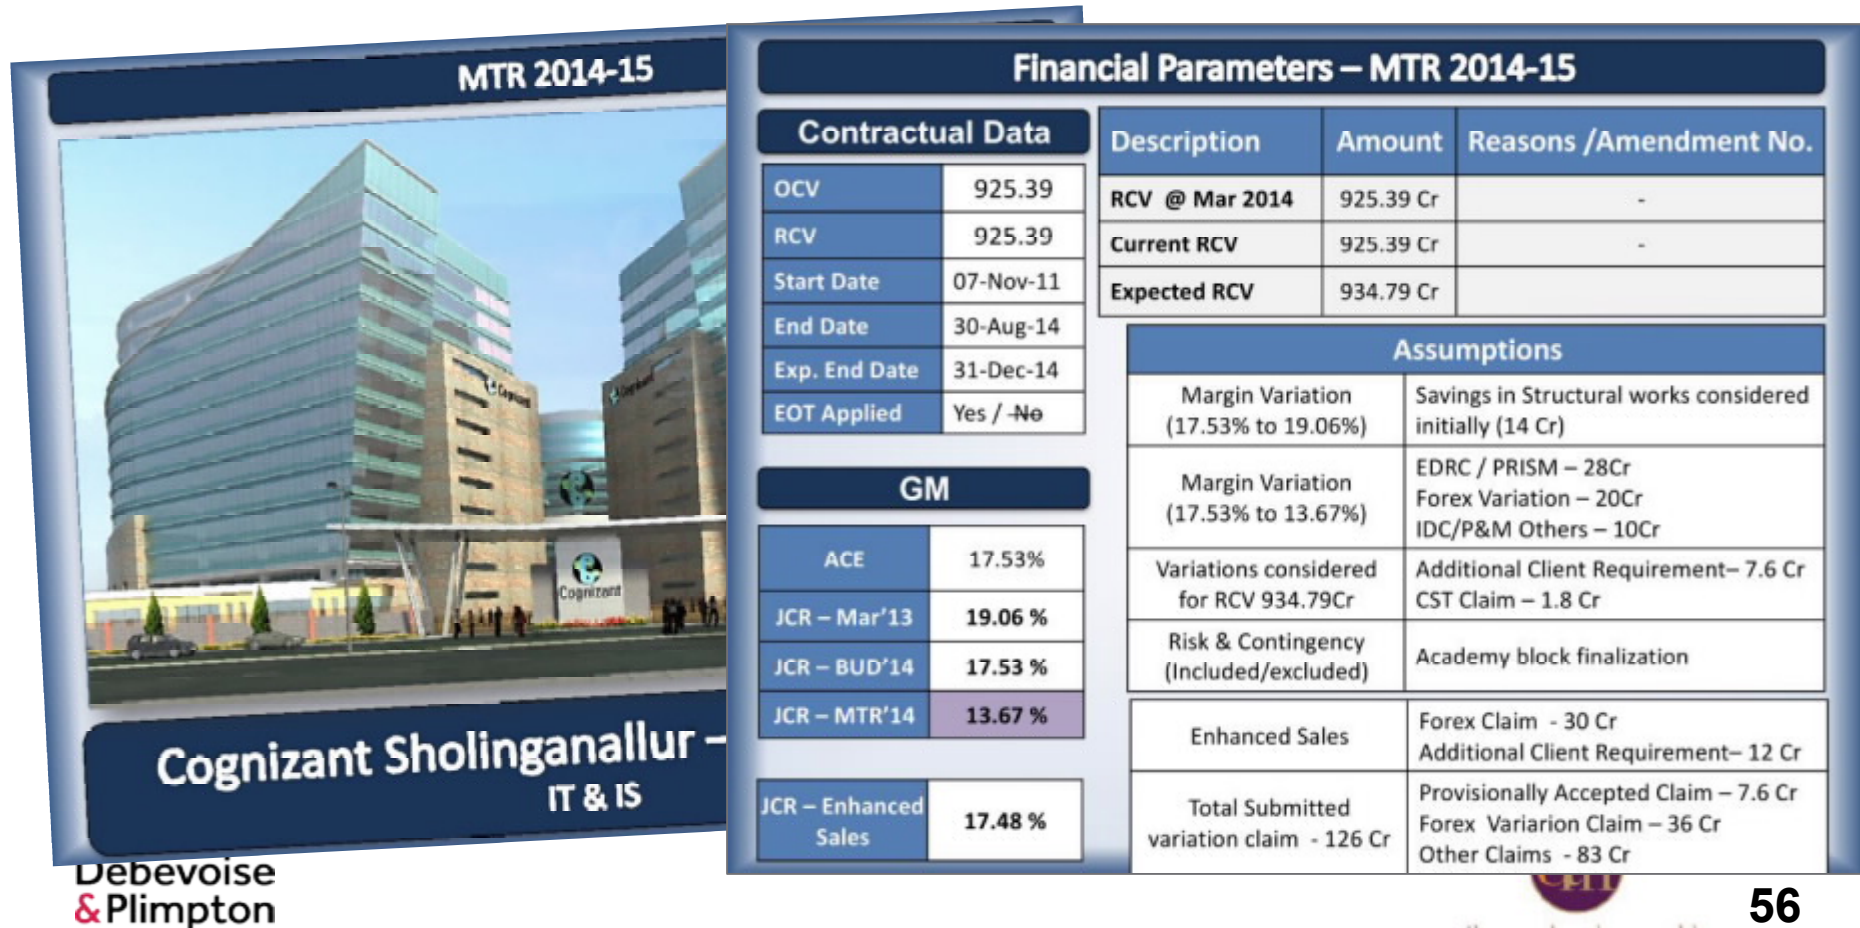 MTR 2014-15
Cognizant
Cognizant
Cognizant Sholinganallur –
IT & IS
Financial Parameters – MTR 2014-15
Contractual Data
OCV 925.39
RCV 925.39
Start Date 07-Nov-11
End Date 30-Aug-14
Exp. End Date 31-Dec-14
EOT Applied Yes / No
GM
ACE 17.53%
JCR – Mar'13 19.06 %
JCR – BUD'14 17.53 %
JCR – MTR'14 13.67 %
JCR – Enhanced
Sales
17.48 %
Description Amount Reasons /Amendment No.
RCV @ Mar 2014 925.39 Cr -
Current RCV 925.39 Cr -
Expected RCV 934.79 Cr
Assumptions
Margin Variation
(17.53% to 19.06%)
Savings in Structural works considered
initially (14 Cr)
Margin Variation
(17.53% to 13.67%)
EDRC / PRISM – 28Cr
Forex Variation – 20Cr
IDC/P&M Others – 10Cr
Variations considered
for RCV 934.79Cr
Additional Client Requirement– 7.6 Cr
CST Claim – 1.8 Cr
Risk & Contingency
(Included/excluded)
Academy block finalization
Enhanced Sales
Forex Claim - 30 Cr
Additional Client Requirement– 12 Cr
Total Submitted
variation claim - 126 Cr
Provisionally Accepted Claim – 7.6 Cr
Forex Variarion Claim – 36 Cr
Other Claims - 83 Cr
Debevoise
&Plimpton
56